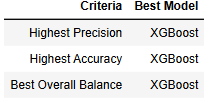 Criteria Best Model
Highest Precision XGBoost
Highest Accuracy XGBoost
Best Overall Balance XGBoost